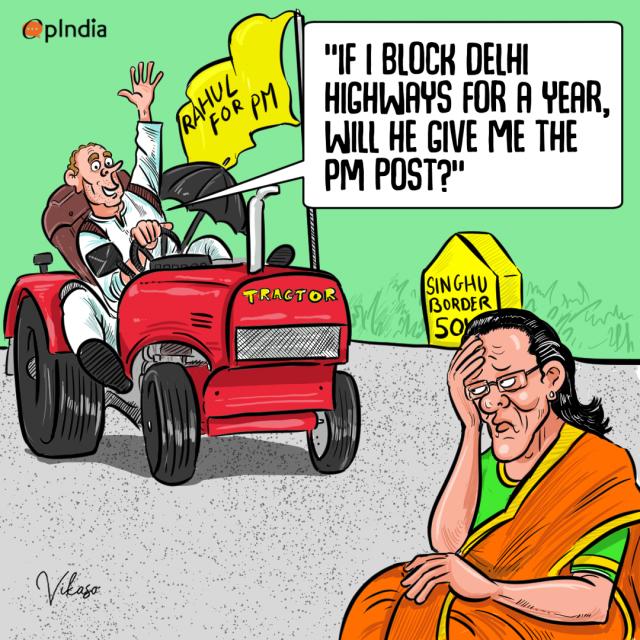 OpIndia
"IF I BLOCK DELHI
HIGHWAYS FOR A YEAR,
WILL HE GIVE ME THE
PM POST?"
RAHUL
FOR PM
TRACTOR
SINGHU
BORDER
Vikaso